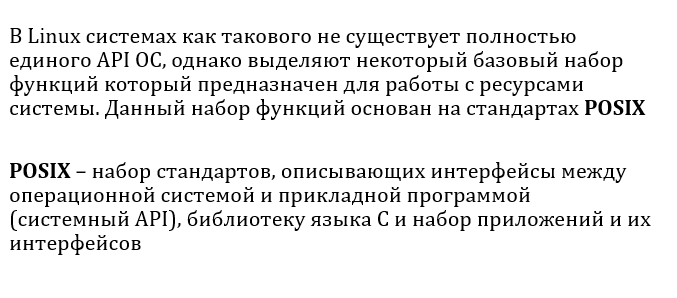 В Linux системах как такового не существует полностью
единого API ОС, однако выделяют некоторый базовый набор
функций который предназначен для работы с ресурсами
системы. Данный набор функций основан на стандартах POSIX
POSIX – набор стандартов, описывающих интерфейсы между
операционной системой и прикладной программой
(системный API), библиотеку языка C и набор приложений и их
интерфейсов